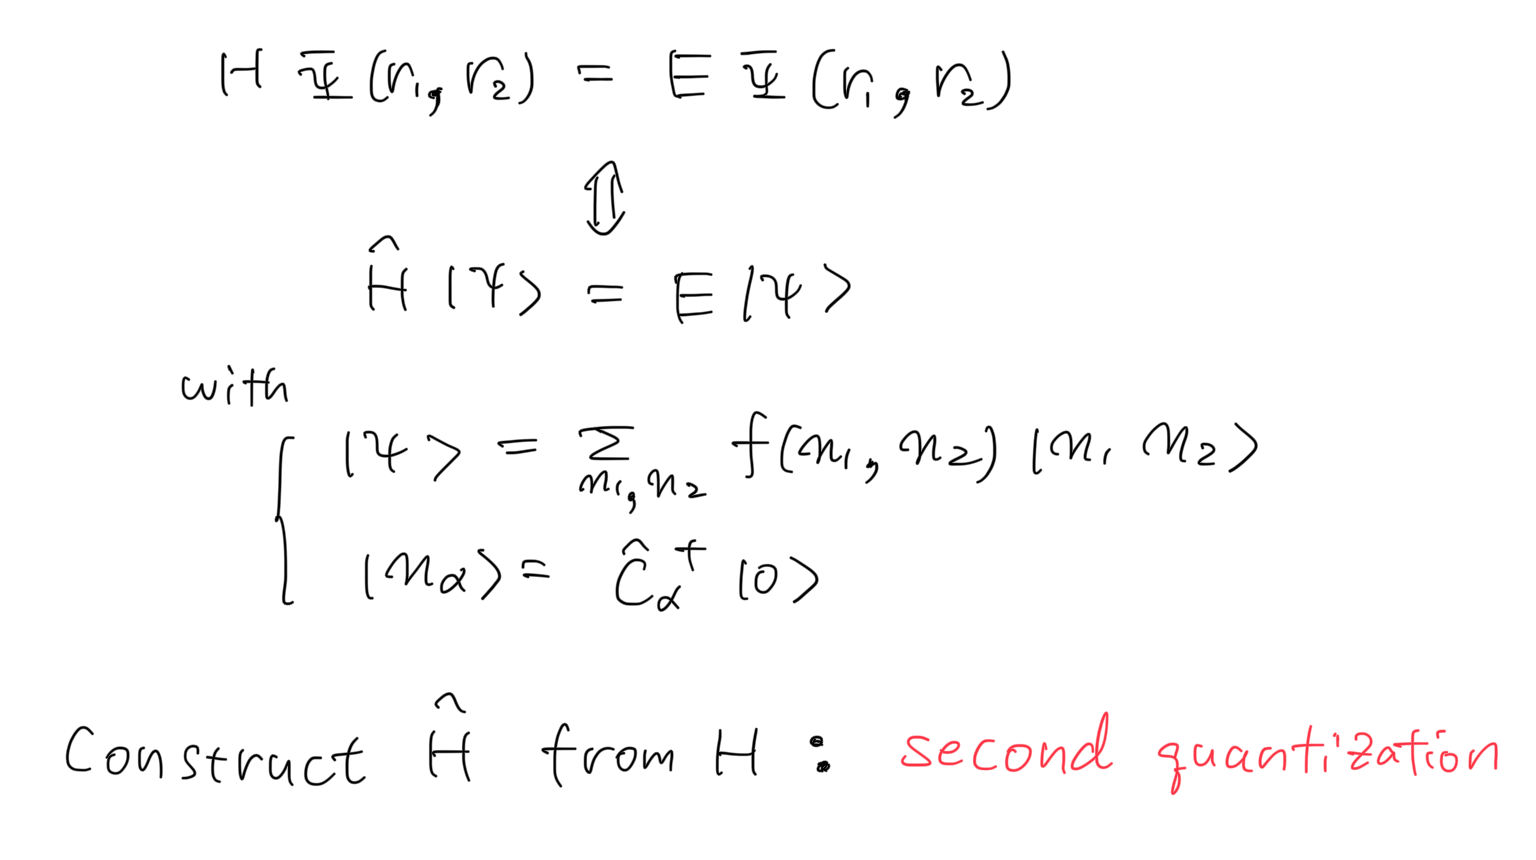 H Ψ(r₁, r₂) = E Ψ(r₁, r₂)
⇕
Ĥ |ψ> = E |ψ>
with
{ |ψ> = Σ_{n₁, n₂} f(n₁, n₂) |n₁ n₂>
|n_α> = Ĉ_α^† |0>
Construct Ĥ from H : second quantization